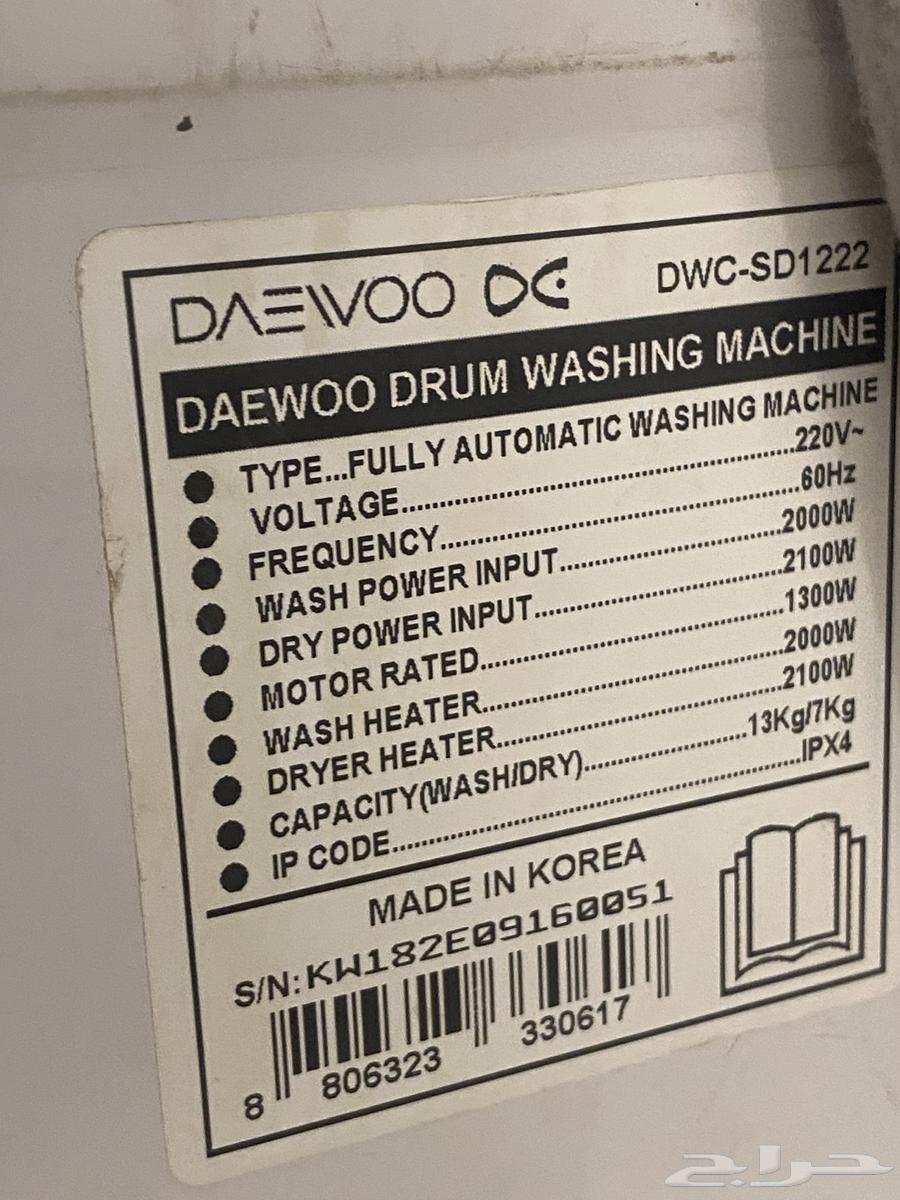 DAEWOO DE DWC-SD1222
DAEWOO DRUM WASHING MACHINE
● TYPE...FULLY AUTOMATIC WASHING MACHINE
● VOLTAGE..........220V~
● FREQUENCY..........60Hz
● WASH POWER INPUT..........2000W
● DRY POWER INPUT..........2100W
● MOTOR RATED..........1300W
● WASH HEATER..........2000W
● DRYER HEATER..........2100W
● CAPACITY(WASH/DRY)..........13Kg/7Kg
● IP CODE..........IPX4
MADE IN KOREA
S/N:KW182E09160051
8 806323 330617
حراج